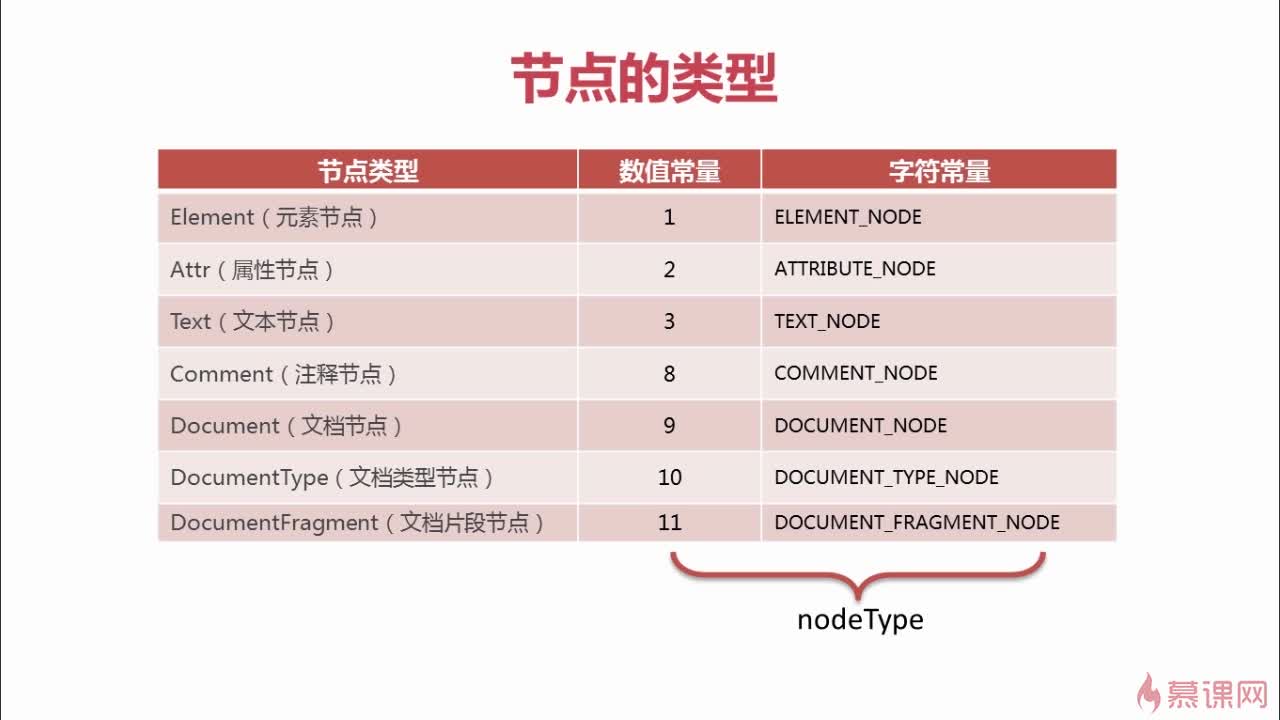 节点的类型
节点类型 数值常量 字符常量
Element（元素节点） 1 ELEMENT_NODE
Attr（属性节点） 2 ATTRIBUTE_NODE
Text（文本节点） 3 TEXT_NODE
Comment（注释节点） 8 COMMENT_NODE
Document（文档节点） 9 DOCUMENT_NODE
DocumentType（文档类型节点） 10 DOCUMENT_TYPE_NODE
DocumentFragment（文档片段节点） 11 DOCUMENT_FRAGMENT_NODE
nodeType
慕课网